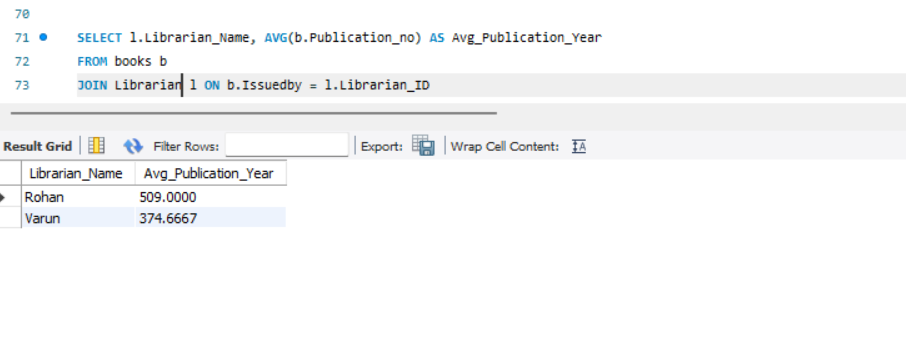 70
71 SELECT l.Librarian_Name, AVG(b.Publication_no) AS Avg_Publication_Year
72 FROM books b
73 JOIN Librarian l ON b.Issuedby = l.Librarian_ID
Result Grid Filter Rows: Export: Wrap Cell Content: IA
Librarian_Name Avg_Publication_Year
Rohan 509.0000
Varun 374.6667